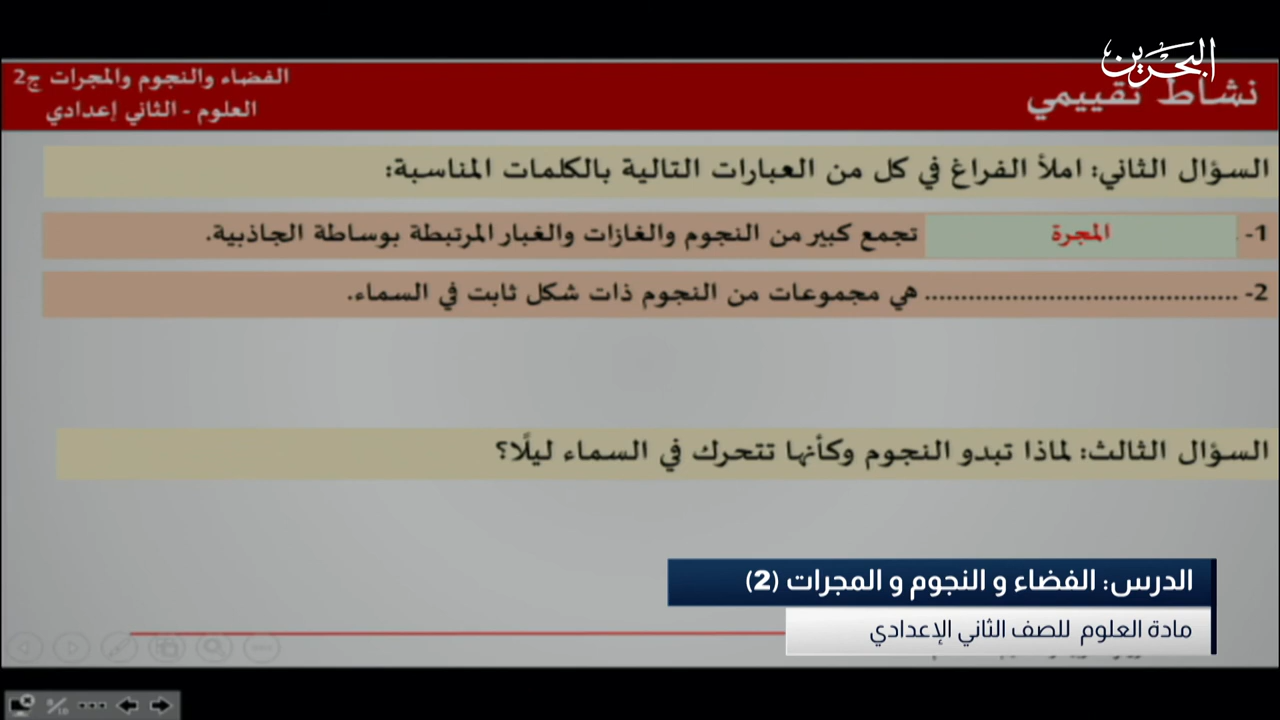 البحرين
نشاط تقييمي
الفضاء والنجوم والمجرات ج2
العلوم - الثاني إعدادي
السؤال الثاني: املأ الفراغ في كل من العبارات التالية بالكلمات المناسبة:
1- المجرة تجمع كبير من النجوم والغازات والغبار المرتبطة بوساطة الجاذبية.
2- ........................................ هي مجموعات من النجوم ذات شكل ثابت في السماء.
السؤال الثالث: لماذا تبدو النجوم وكأنها تتحرك في السماء ليلًا؟
الدرس: الفضاء و النجوم و المجرات (2)
مادة العلوم للصف الثاني الإعدادي